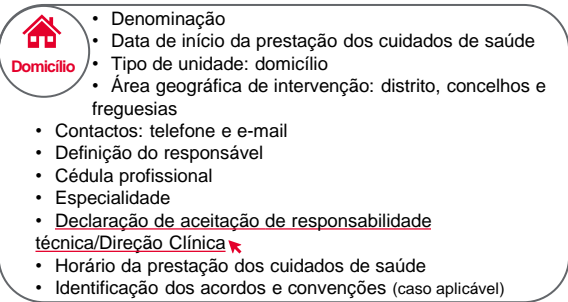 Domicílio
• Denominação
• Data de início da prestação dos cuidados de saúde
• Tipo de unidade: domicílio
• Área geográfica de intervenção: distrito, concelhos e
freguesias
• Contactos: telefone e e-mail
• Definição do responsável
• Cédula profissional
• Especialidade
• Declaração de aceitação de responsabilidade
técnica/Direção Clínica
• Horário da prestação dos cuidados de saúde
• Identificação dos acordos e convenções (caso aplicável)